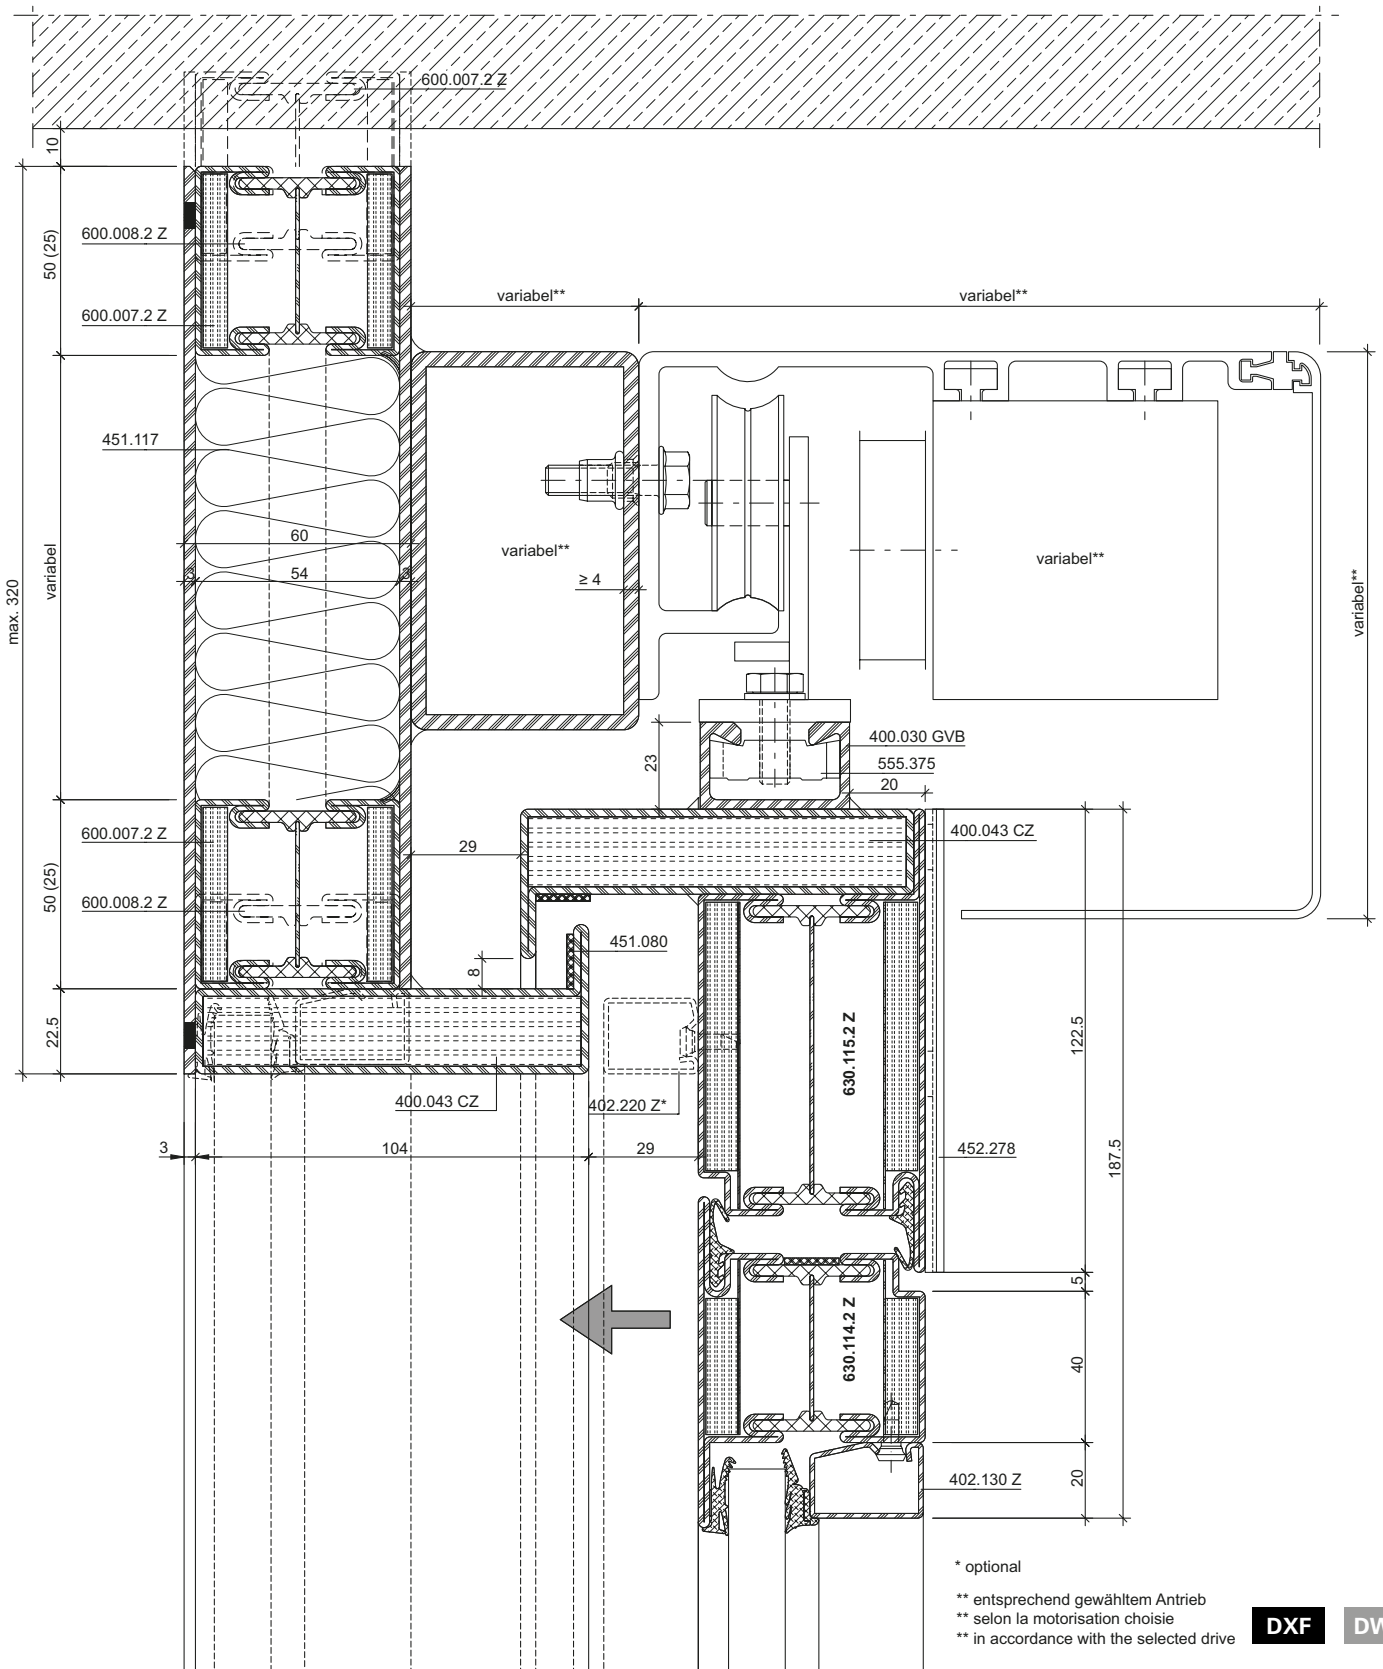 600.007.2 Z
10
600.008.2 Z
50 (25)
600.007.2 Z
variabel**
variabel**
451.117
60
variabel**
variabel**
3
54
3
≥ 4
variabel
max. 320
variabel**
400.030 GVB
555.375
23
20
600.007.2 Z
400.043 CZ
29
50 (25)
600.008.2 Z
451.080
8
22.5
630.115.2 Z
122.5
400.043 CZ
402.220 Z*
3
104
29
452.278
187.5
5
630.114.2 Z
40
402.130 Z
20
* optional
** entsprechend gewähltem Antrieb
** selon la motorisation choisie
** in accordance with the selected drive
DXF